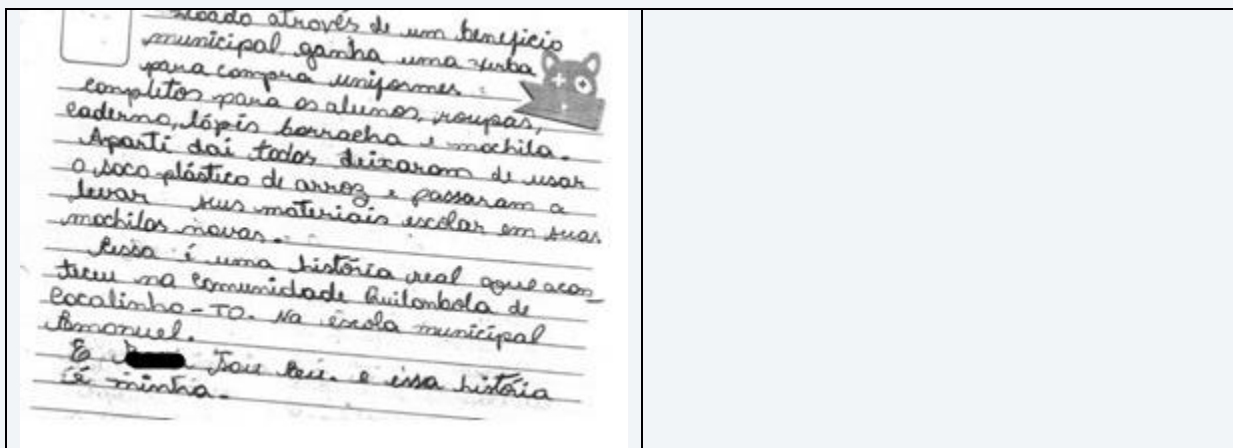 através de um beneficio
municipal ganha uma verba
para compra uniformes :
completos para os alunos, roupas,
caderno, lápis borracha e mochila.
Aparti daí todos deixaram de usar
o saco plástico de arroz e passaram a
levar seus materiais escolar em suas
mochilas novas.
Essa é uma história real que acon-
teceu na comunidade Quilonbola de
Cocalinho-TO. Na escola municipal
Emanuel.
E Sou Eu. e essa história
é minha.